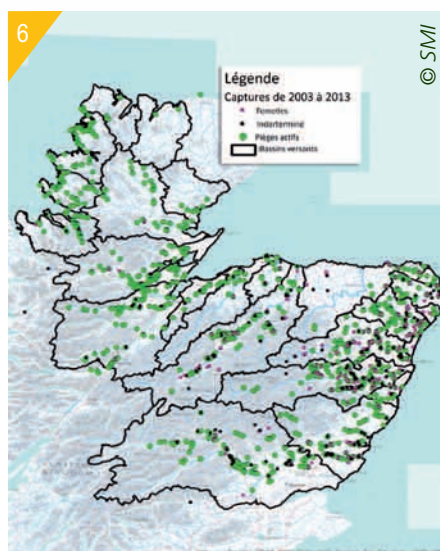 6
© SMI
Légende
Captures de 2003 à 2013
Femelles
Indéterminé
Pièges actifs
Bassins versants